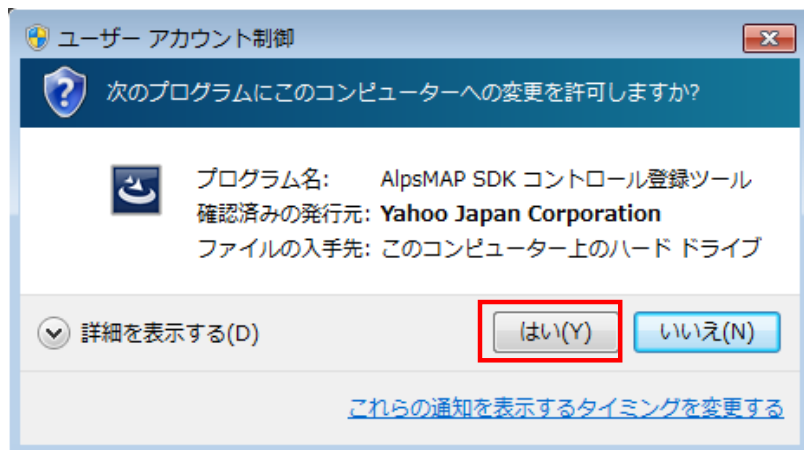 ユーザー アカウント制御
次のプログラムにこのコンピューターへの変更を許可しますか?
プログラム名: AlpsMAP SDK コントロール登録ツール
確認済みの発行元: Yahoo Japan Corporation
ファイルの入手先: このコンピューター上のハード ドライブ
詳細を表示する(D) はい(Y) いいえ(N)
これらの通知を表示するタイミングを変更する